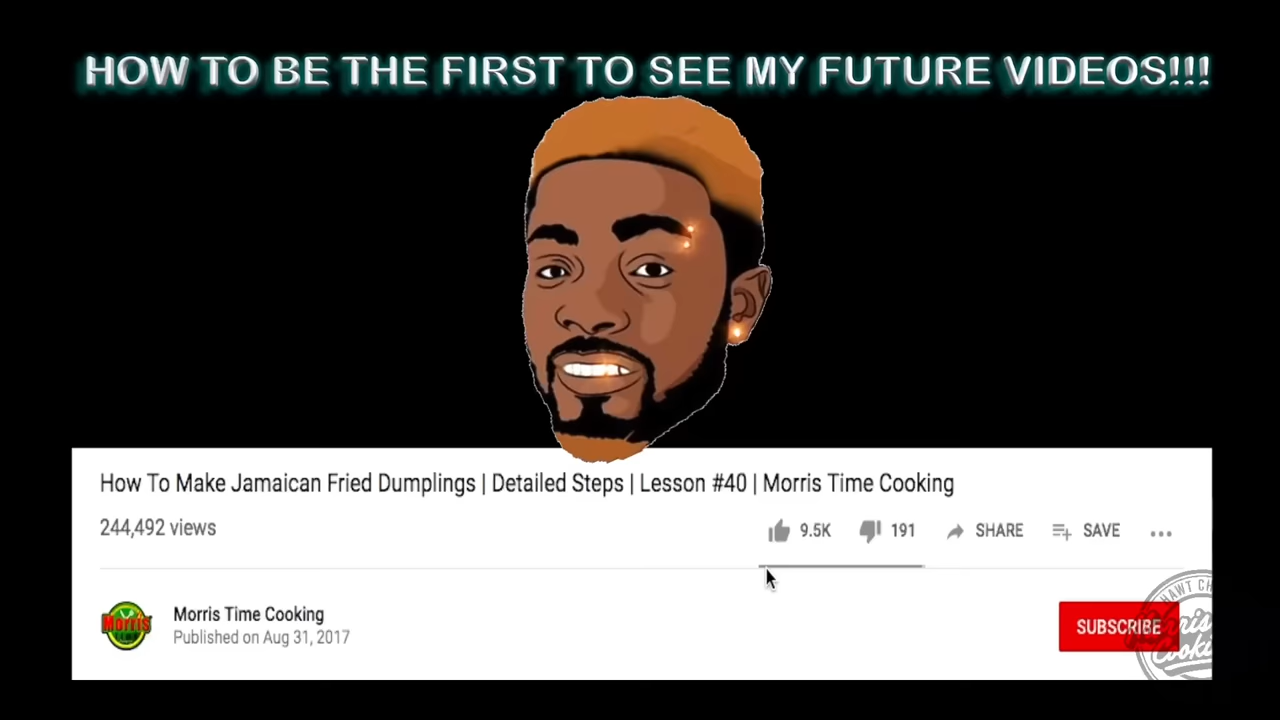 HOW TO BE THE FIRST TO SEE MY FUTURE VIDEOS!!!
How To Make Jamaican Fried Dumplings | Detailed Steps | Lesson #40 | Morris Time Cooking
244,492 views
9.5K
191
SHARE
SAVE
Morris
Morris Time Cooking
Published on Aug 31, 2017
SUBSCRIBE